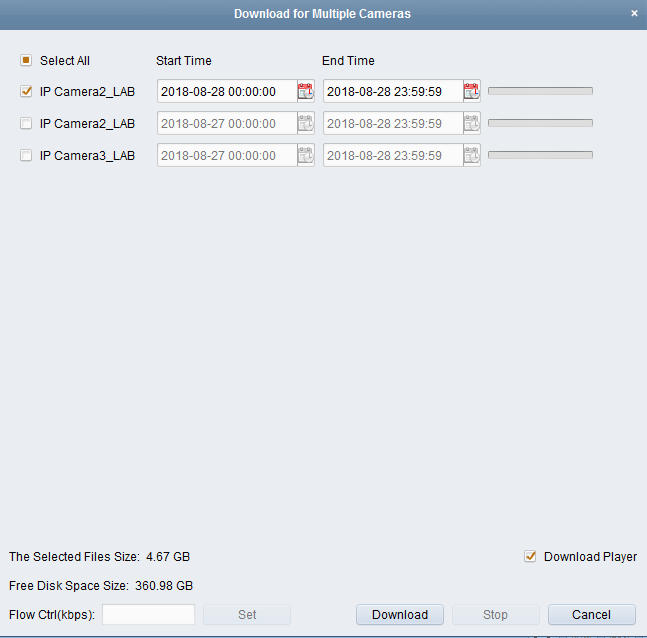 Download for Multiple Cameras ×
Select All Start Time End Time
IP Camera2_LAB 2018-08-28 00:00:00 2018-08-28 23:59:59
IP Camera2_LAB 2018-08-27 00:00:00 2018-08-28 23:59:59
IP Camera3_LAB 2018-08-27 00:00:00 2018-08-28 23:59:59
The Selected Files Size: 4.67 GB Download Player
Free Disk Space Size: 360.98 GB
Flow Ctrl(kbps): Set Download Stop Cancel